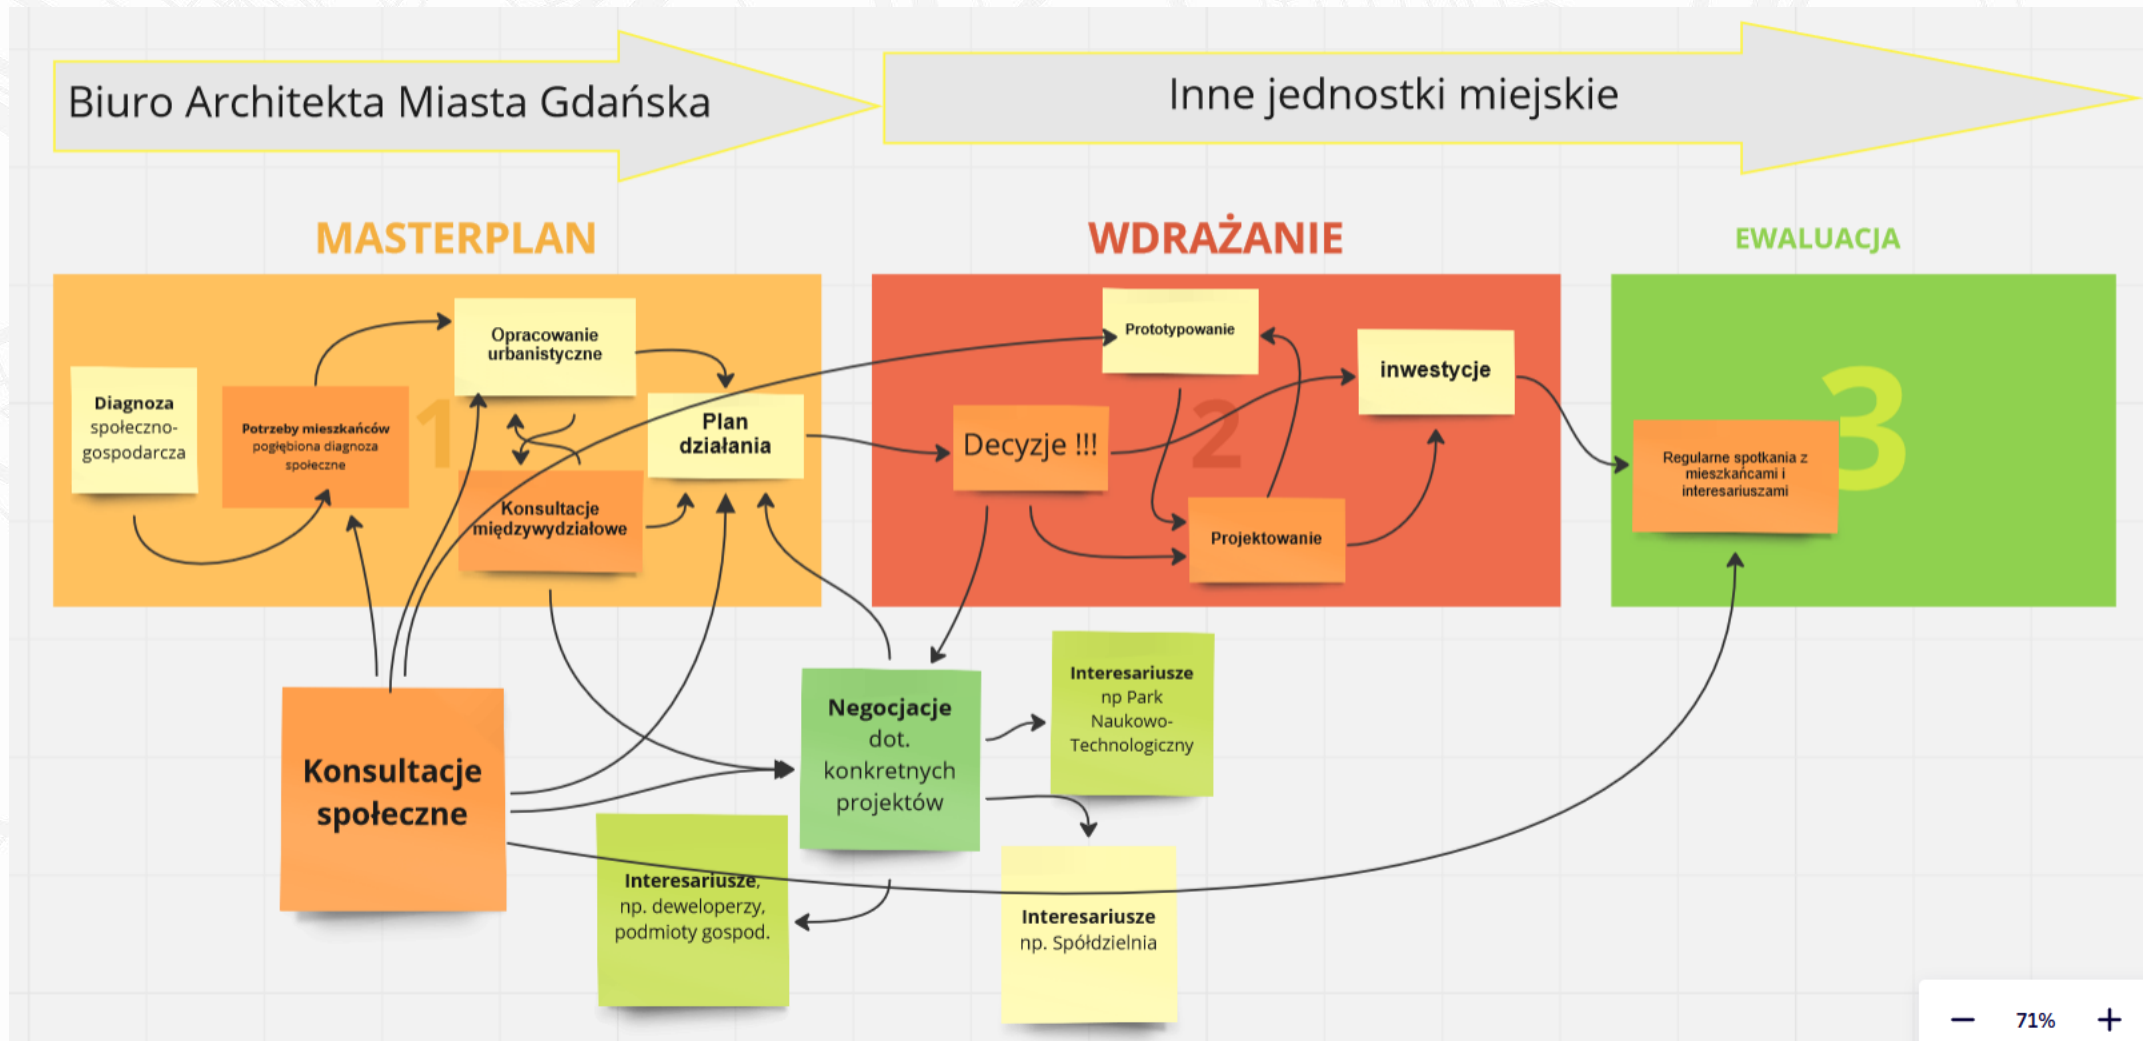 Biuro Architekta Miasta Gdańska
Inne jednostki miejskie
MASTERPLAN
WDRAŻANIE
EWALUACJA
1
Diagnoza
społeczno-
gospodarcza
Potrzeby mieszkańców
pogłębiona diagnoza
społeczne
Opracowanie
urbanistyczne
Konsultacje
międzywydziałowe
Plan
działania
2
Decyzje !!!
Prototypowanie
Projektowanie
inwestycje
3
Regularne spotkania z
mieszkańcami i
interesariuszami
Konsultacje
społeczne
Negocjacje
dot.
konkretnych
projektów
Interesariusze
np Park
Naukowo-
Technologiczny
Interesariusze,
np. deweloperzy,
podmioty gospod.
Interesariusze
np. Spółdzielnia
71%